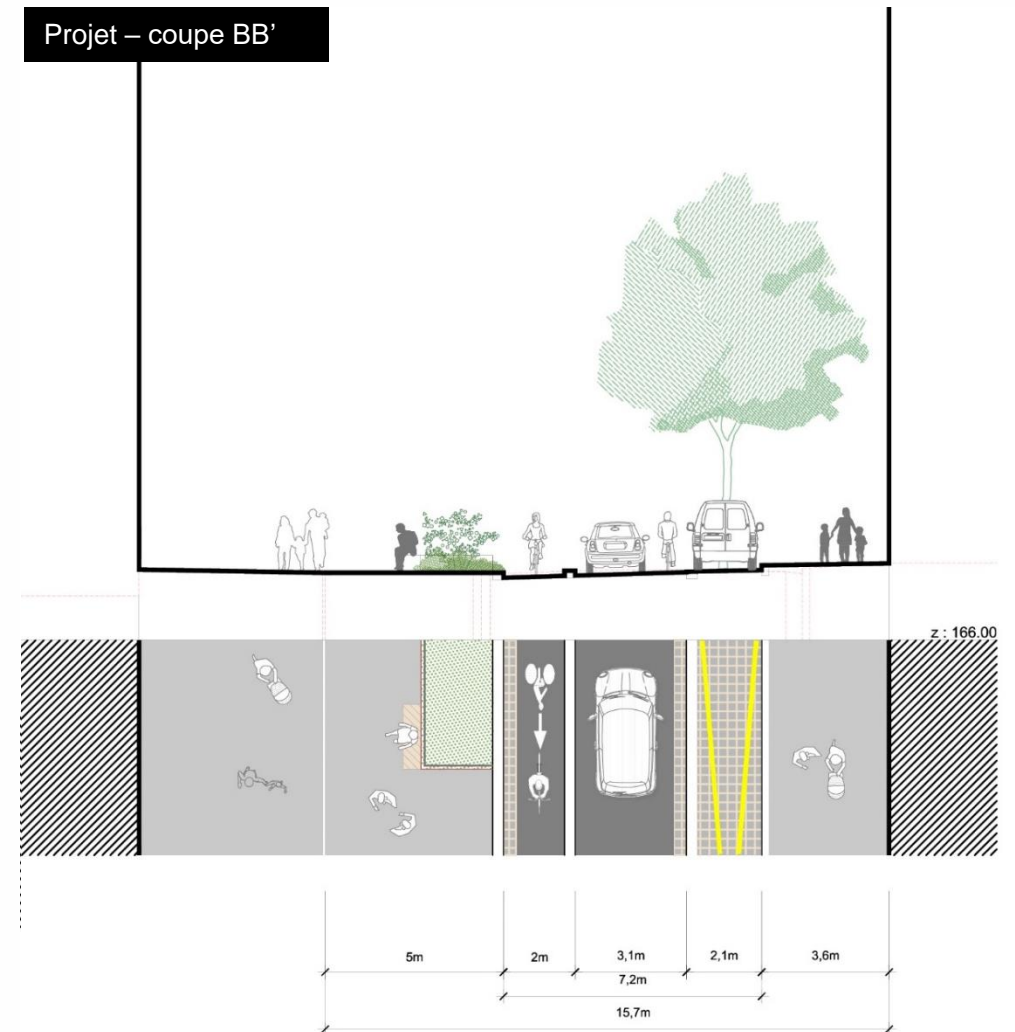 Projet – coupe BB’
z : 166.00
5m 2m 3,1m 2,1m 3,6m
7,2m
15,7m